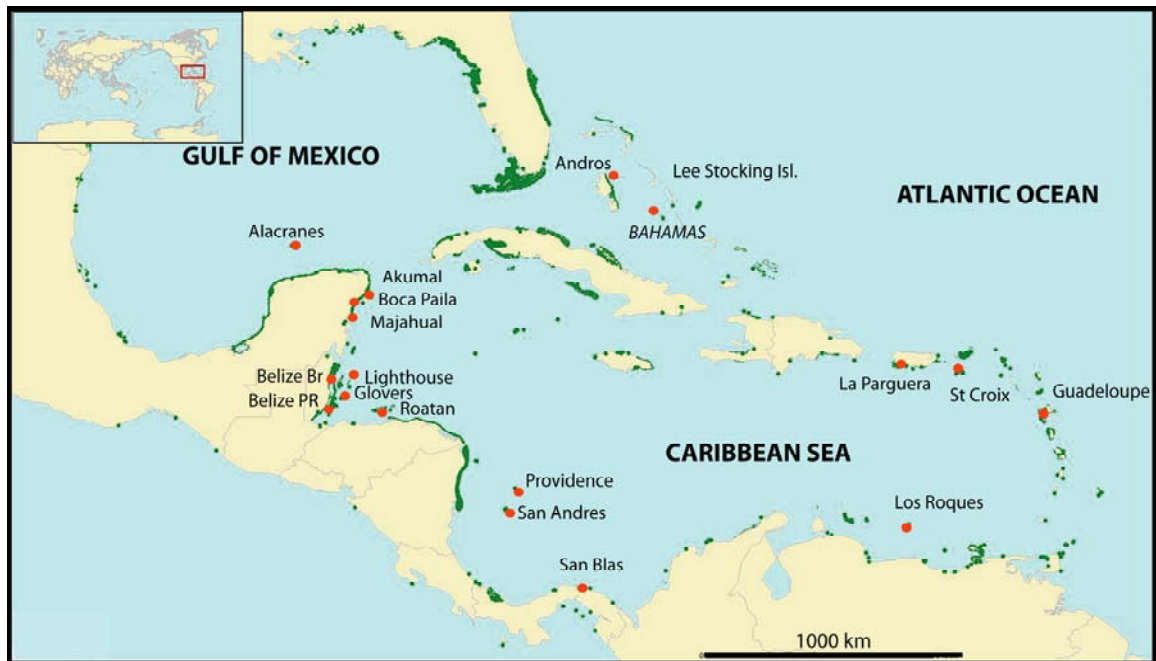 GULF OF MEXICO
Andros
Lee Stocking Isl.
ATLANTIC OCEAN
BAHAMAS
Alacranes
Akumal
Boca Paila
Majahual
Belize Br
Lighthouse
Glovers
Belize PR
Roatan
La Parguera
St Croix
Guadeloupe
CARIBBEAN SEA
Providence
San Andres
Los Roques
San Blas
1000 km